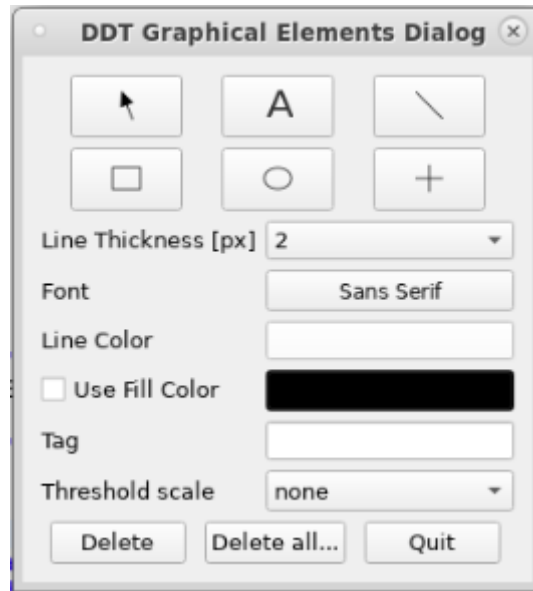 DDT Graphical Elements Dialog
A
Line Thickness [px] 2
Font Sans Serif
Line Color
Use Fill Color
Tag
Threshold scale none
Delete Delete all... Quit